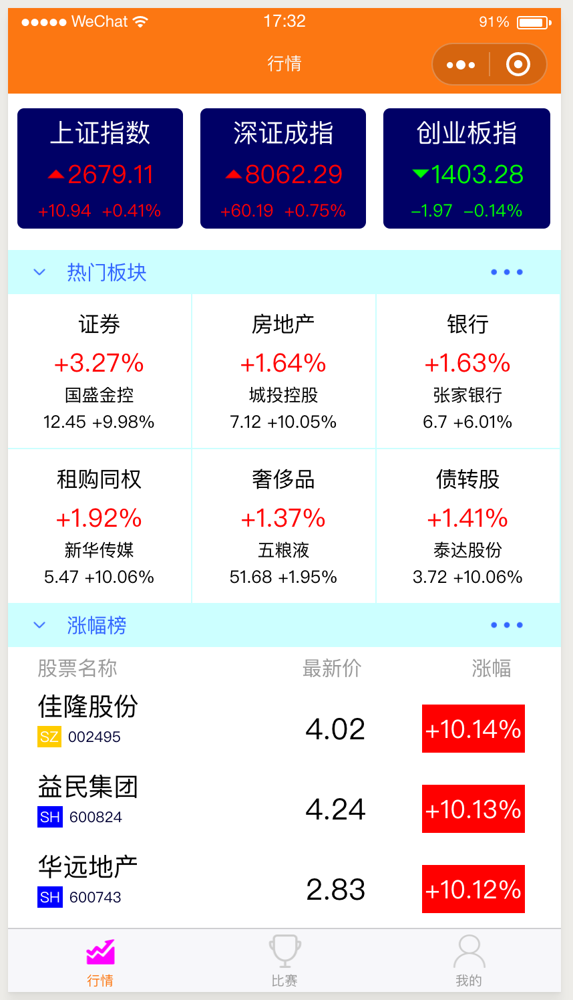 WeChat 17:32 91%
行情
上证指数 深证成指 创业板指
2679.11 8062.29 1403.28
+10.94 +0.41% +60.19 +0.75% −1.97 −0.14%
热门板块
证券 房地产 银行
+3.27% +1.64% +1.63%
国盛金控 城投控股 张家银行
12.45 +9.98% 7.12 +10.05% 6.7 +6.01%
租购同权 奢侈品 债转股
+1.92% +1.37% +1.41%
新华传媒 五粮液 泰达股份
5.47 +10.06% 51.68 +1.95% 3.72 +10.06%
涨幅榜
股票名称 最新价 涨幅
佳隆股份
SZ 002495 4.02 +10.14%
益民集团
SH 600824 4.24 +10.13%
华远地产
SH 600743 2.83 +10.12%
行情 比赛 我的